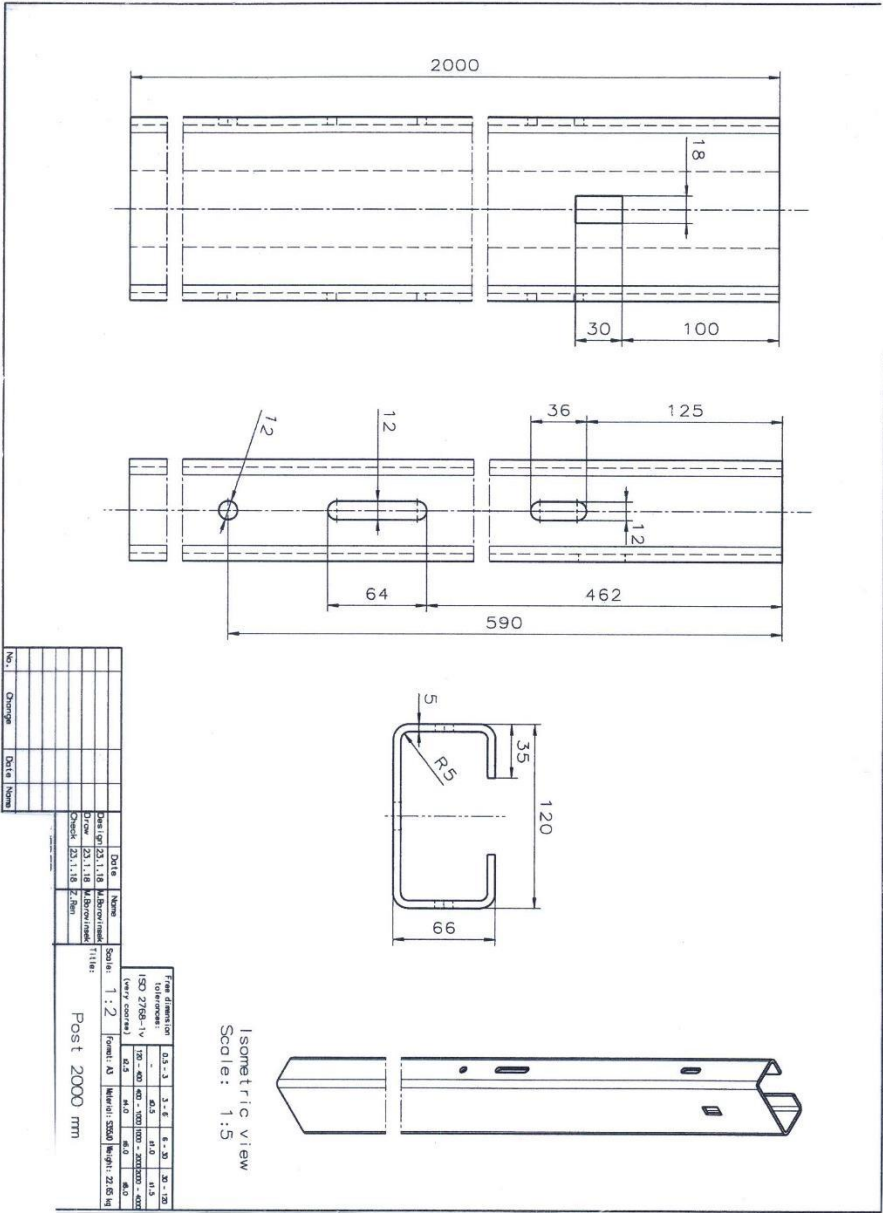 2000
18
30
100
12
12
36
125
12
64
462
590
5
R5
35
120
66
Isometric view
Scale: 1:5
No. Change Date Name
Date Name
Design 23.1.18 M.Borovinsek
Draw 23.1.18 M.Borovinsek
Check 23.1.18 Z.Ren
Free dimension tolerances:
ISO 2768-1v
(very coarse)
0.5 - 3 3 - 6 6 - 30 30 - 120
- ±0.5 ±1.0 ±1.5
120 - 400 400 - 1000 1000 - 2000 2000 - 4000
±2.5 ±4.0 ±6.0 ±8.0
Scale: 1:2 Format: A3 Material: S355J0 Weight: 22.65 kg
Title:
Post 2000 mm